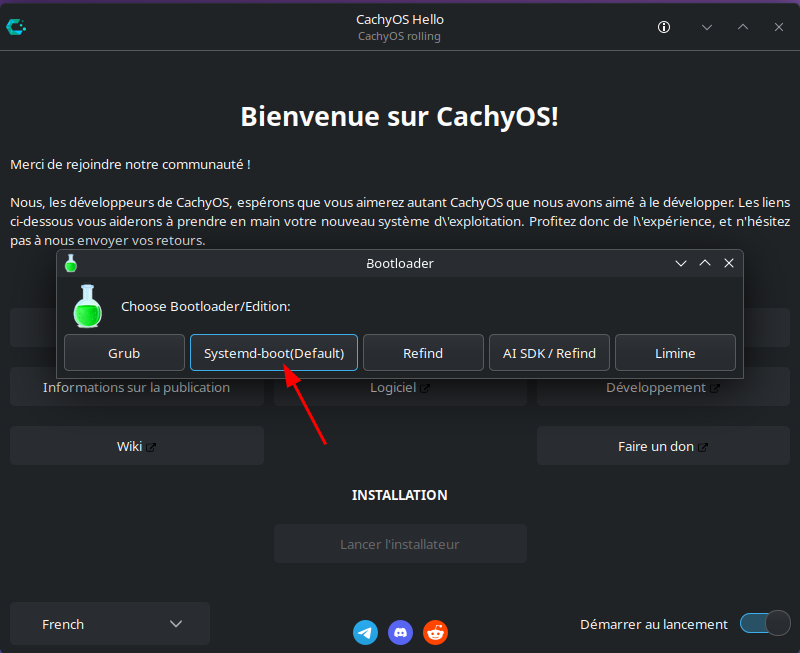 CachyOS Hello
CachyOS rolling
Bienvenue sur CachyOS!
Merci de rejoindre notre communauté !
Nous, les développeurs de CachyOS, espérons que vous aimerez autant CachyOS que nous avons aimé à le développer. Les liens
ci-dessous vous aiderons à prendre en main votre nouveau système d\'exploitation. Profitez donc de l\'expérience, et n'hésitez
pas à nous envoyer vos retours.
Bootloader
Choose Bootloader/Edition:
Grub
Systemd-boot(Default)
Refind
AI SDK / Refind
Limine
Informations sur la publication
Logiciel
Développement
Wiki
Faire un don
INSTALLATION
Lancer l'installateur
French
Démarrer au lancement